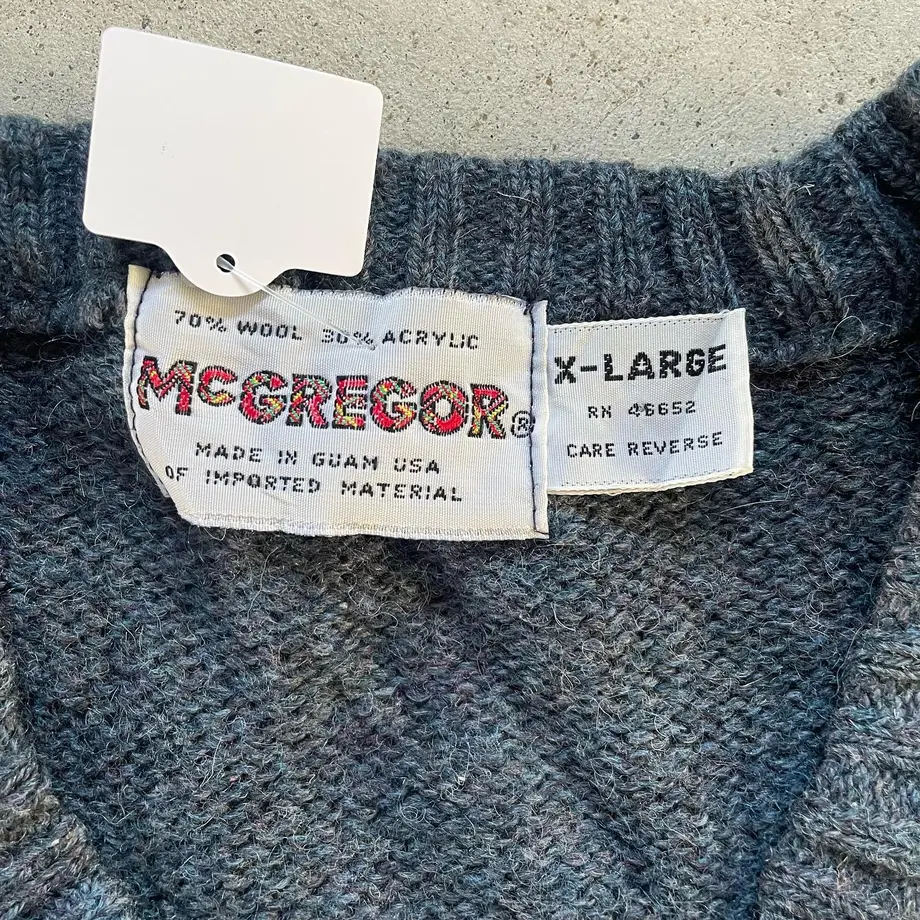 70% WOOL 30% ACRYLIC
McGREGOR®
MADE IN GUAM USA
OF IMPORTED MATERIAL
X-LARGE
RN 46652
CARE REVERSE